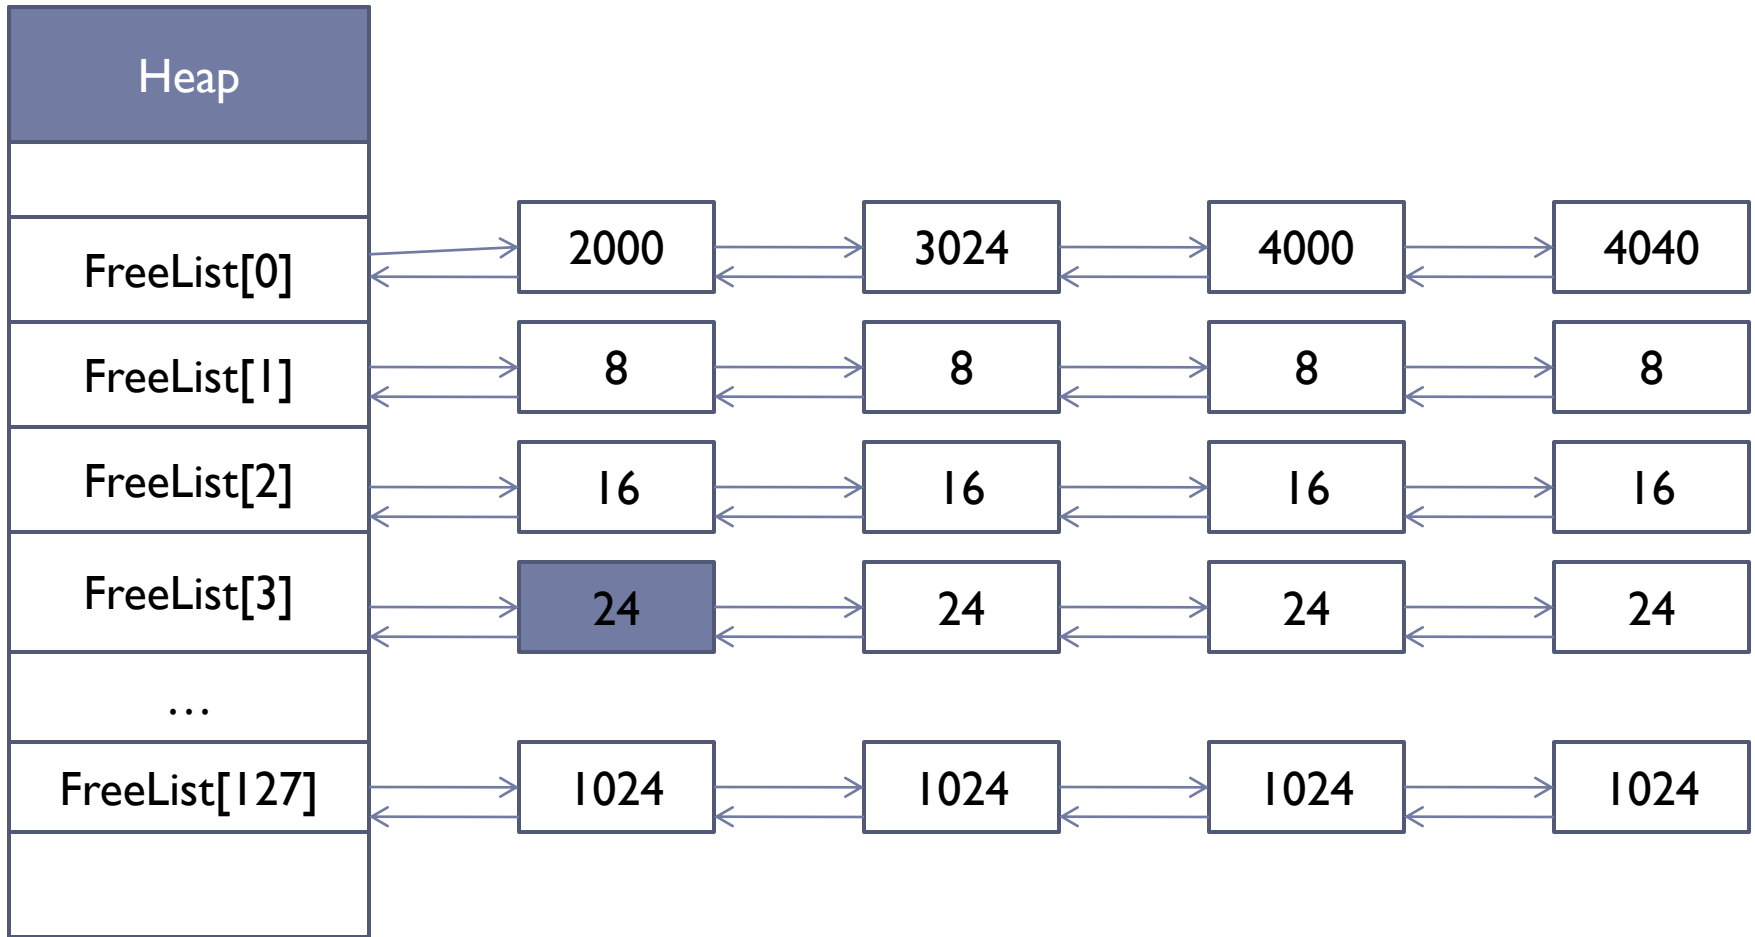 Heap
FreeList[0] 2000 3024 4000 4040
FreeList[1] 8 8 8 8
FreeList[2] 16 16 16 16
FreeList[3] 24 24 24 24
…
FreeList[127] 1024 1024 1024 1024